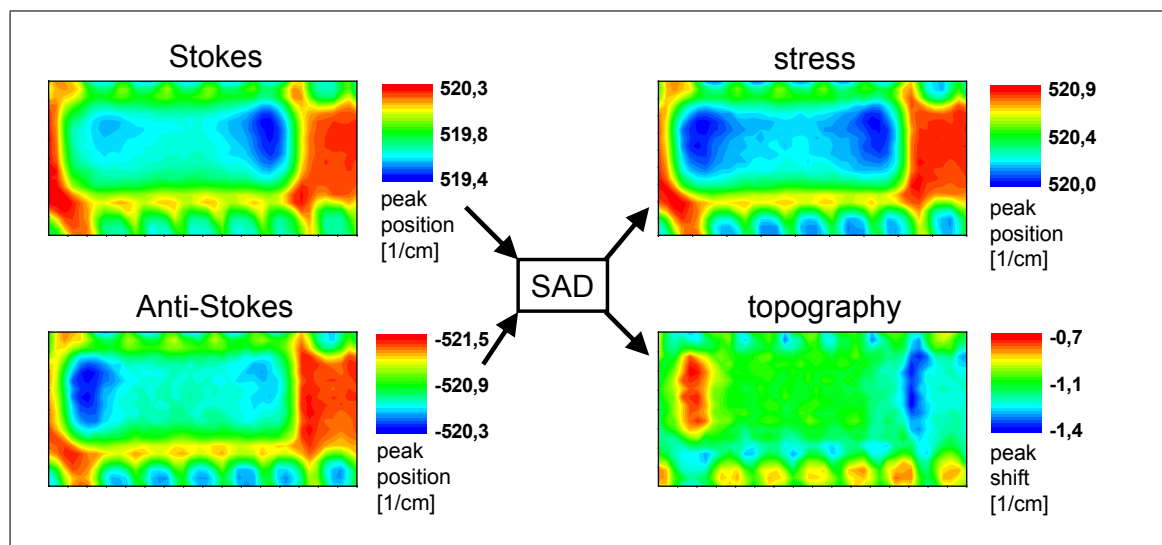 Stokes
520,3
519,8
519,4
peak
position
[1/cm]
stress
520,9
520,4
520,0
peak
position
[1/cm]
SAD
Anti-Stokes
-521,5
-520,9
-520,3
peak
position
[1/cm]
topography
-0,7
-1,1
-1,4
peak
shift
[1/cm]